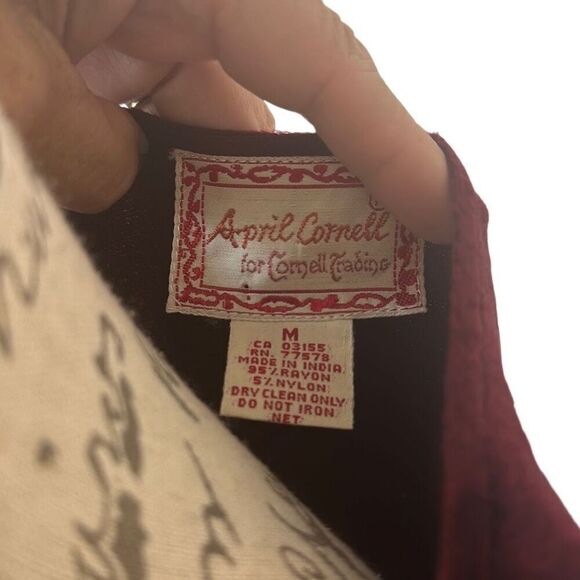 April Cornell
for Cornell Trading
M
CA 03155
RN. 77578
MADE IN INDIA
95% RAYON
5% NYLON
DRY CLEAN ONLY
DO NOT IRON
NET